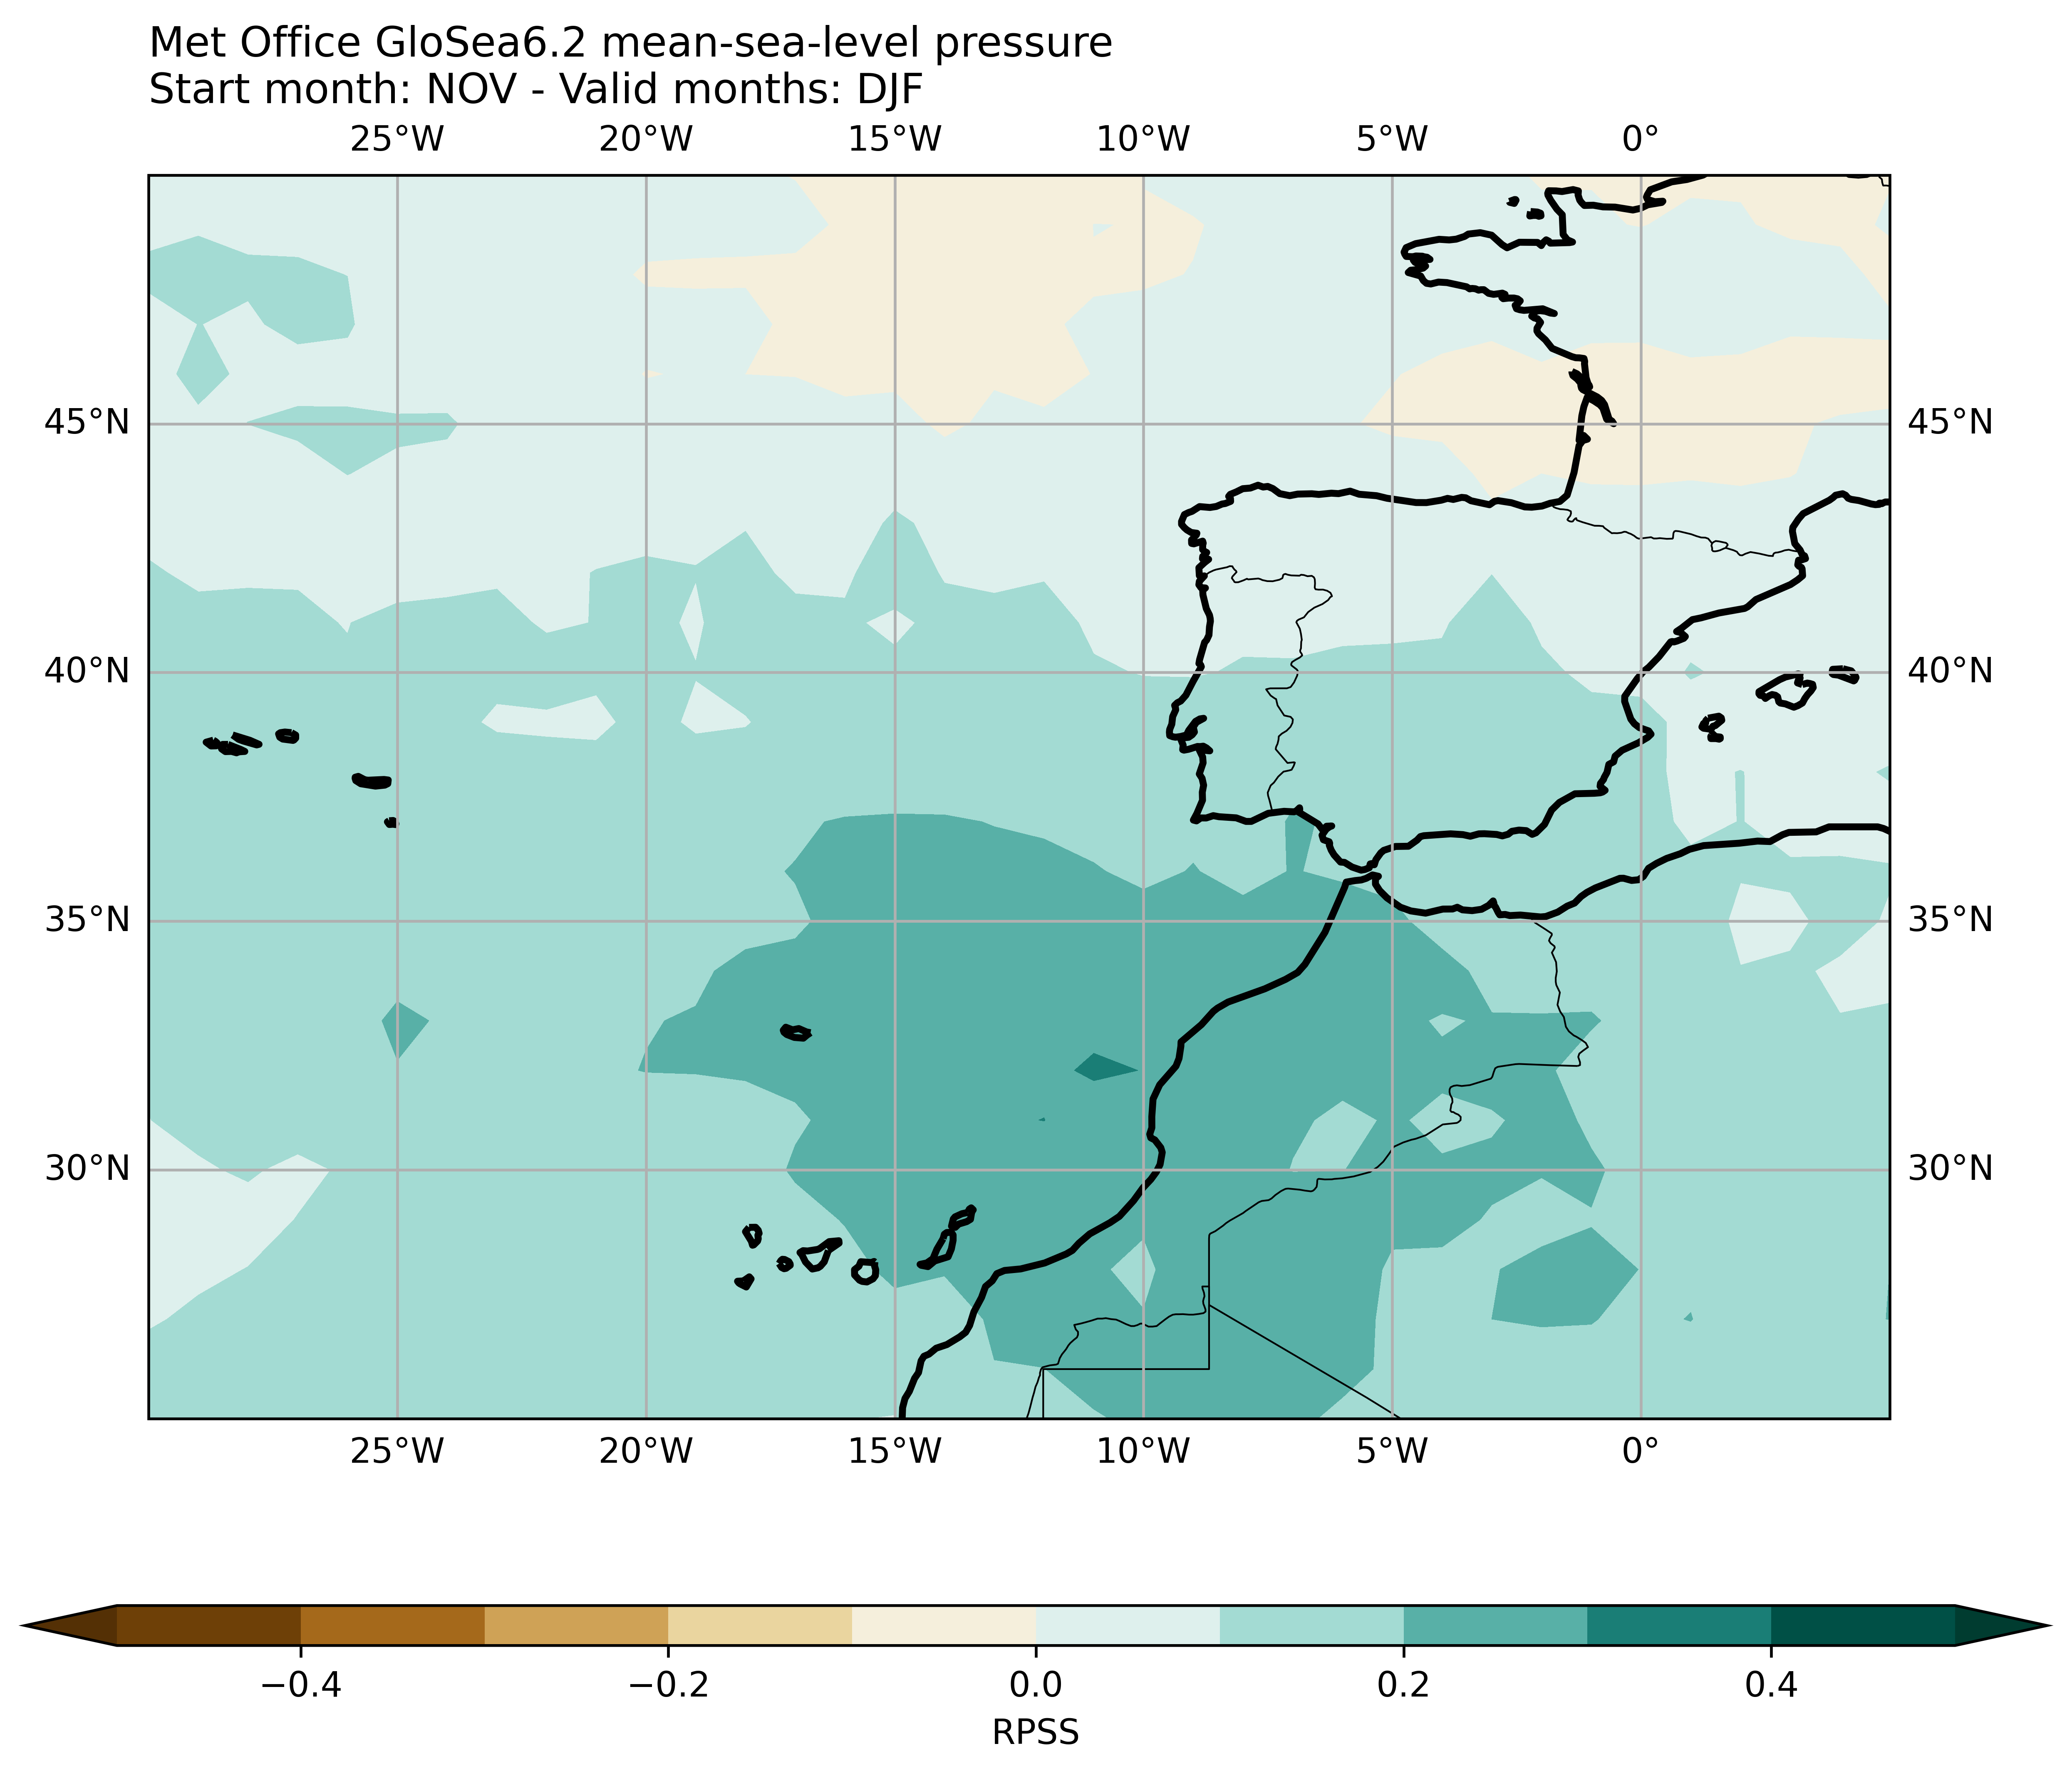 Met Office GloSea6.2 mean-sea-level pressure
Start month: NOV - Valid months: DJF
25°W 20°W 15°W 10°W 5°W 0°
45°N 45°N
40°N 40°N
35°N 35°N
30°N 30°N
25°W 20°W 15°W 10°W 5°W 0°
−0.4 −0.2 0.0 0.2 0.4
RPSS